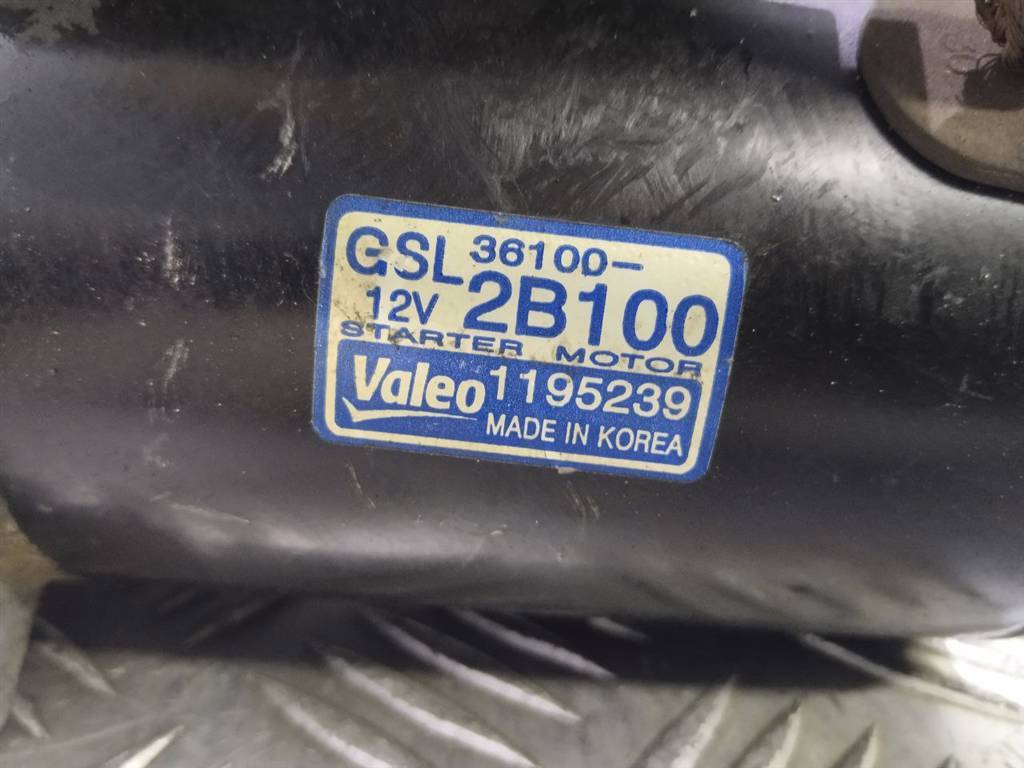 GSL 36100-
12V 2B100
STARTER MOTOR
Valeo 1195239
MADE IN KOREA